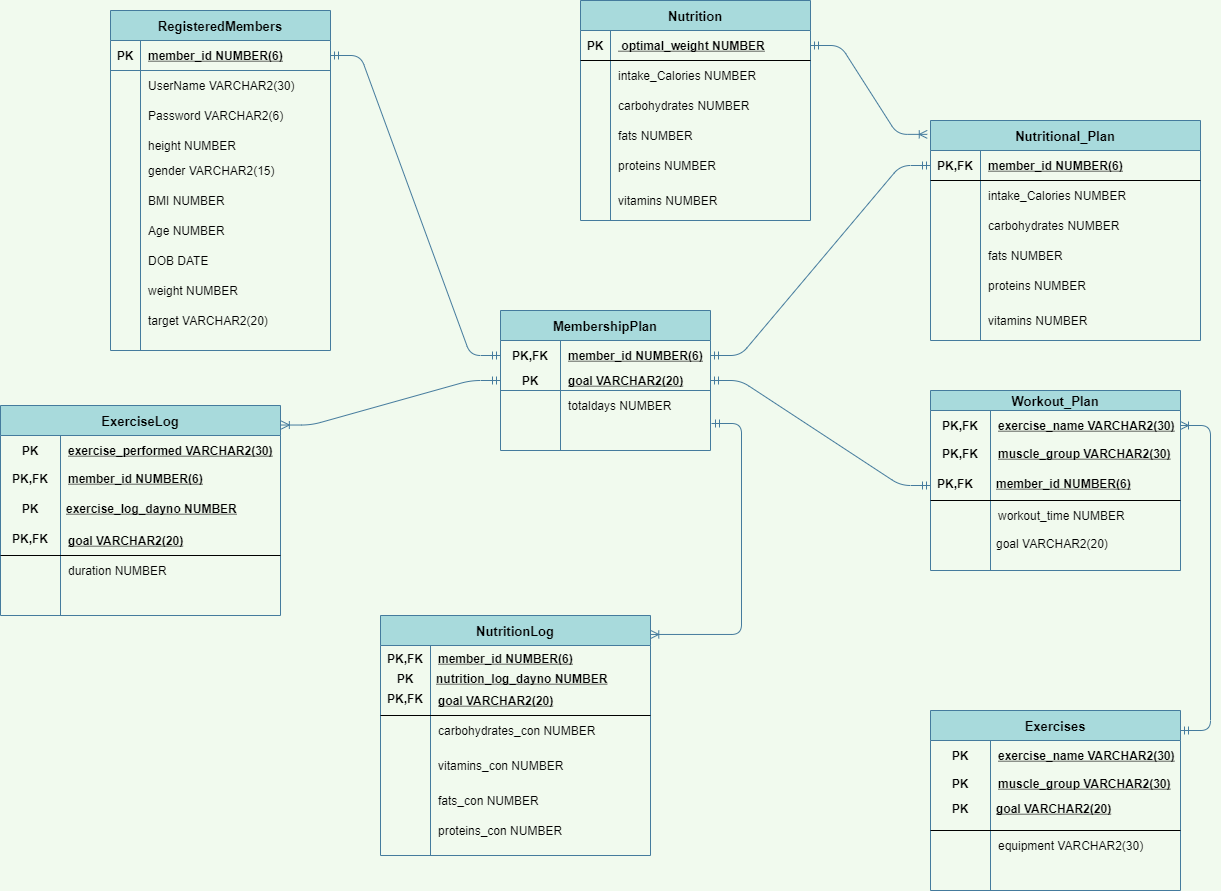 RegisteredMembers
PK member_id NUMBER(6)
UserName VARCHAR2(30)
Password VARCHAR2(6)
height NUMBER
gender VARCHAR2(15)
BMI NUMBER
Age NUMBER
DOB DATE
weight NUMBER
target VARCHAR2(20)
Nutrition
PK optimal_weight NUMBER
intake_Calories NUMBER
carbohydrates NUMBER
fats NUMBER
proteins NUMBER
vitamins NUMBER
Nutritional_Plan
PK,FK member_id NUMBER(6)
intake_Calories NUMBER
carbohydrates NUMBER
fats NUMBER
proteins NUMBER
vitamins NUMBER
MembershipPlan
PK,FK member_id NUMBER(6)
PK goal VARCHAR2(20)
totaldays NUMBER
ExerciseLog
PK exercise_performed VARCHAR2(30)
PK,FK member_id NUMBER(6)
PK exercise_log_dayno NUMBER
PK,FK goal VARCHAR2(20)
duration NUMBER
Workout_Plan
PK,FK exercise_name VARCHAR2(30)
PK,FK muscle_group VARCHAR2(30)
PK,FK member_id NUMBER(6)
workout_time NUMBER
goal VARCHAR2(20)
NutritionLog
PK,FK member_id NUMBER(6)
PK nutrition_log_dayno NUMBER
PK,FK goal VARCHAR2(20)
carbohydrates_con NUMBER
vitamins_con NUMBER
fats_con NUMBER
proteins_con NUMBER
Exercises
PK exercise_name VARCHAR2(30)
PK muscle_group VARCHAR2(30)
PK goal VARCHAR2(20)
equipment VARCHAR2(30)